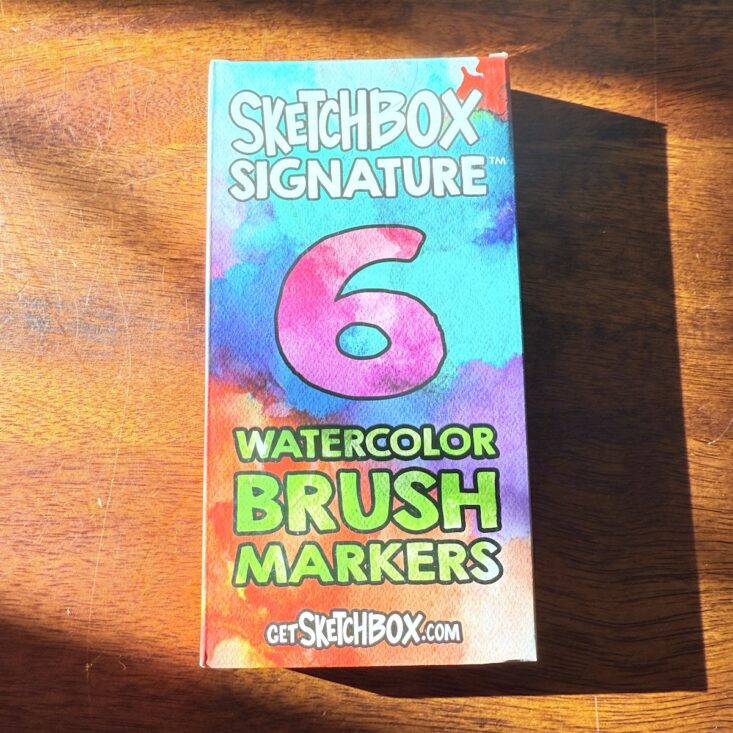 SKETCHBOX
SIGNATURE™
6
WATERCOLOR
BRUSH
MARKERS
GETSKETCHBOX.COM